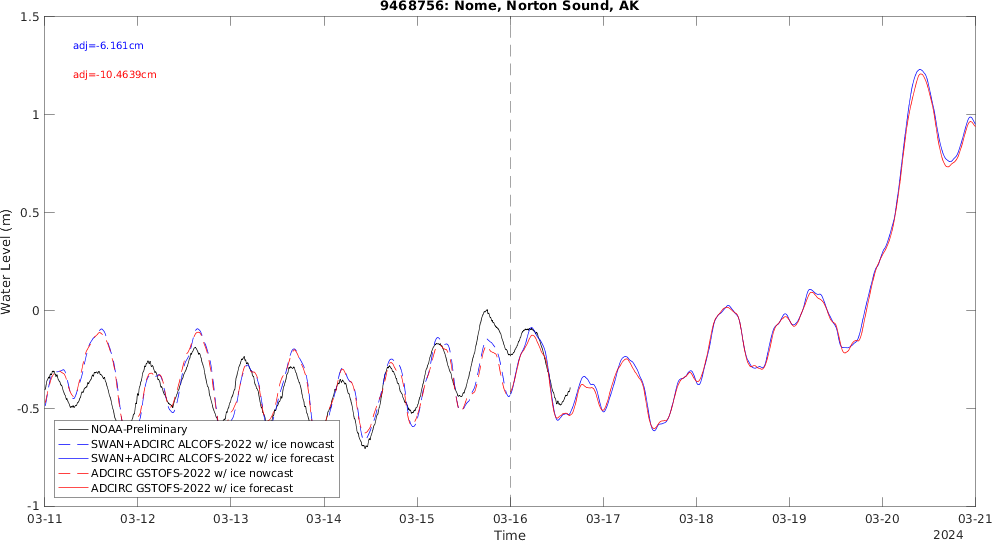 9468756: Nome, Norton Sound, AK
adj=-6.161cm
adj=-10.4639cm
Water Level (m)
1.5
1
0.5
0
-0.5
-1
NOAA-Preliminary
SWAN+ADCIRC ALCOFS-2022 w/ ice nowcast
SWAN+ADCIRC ALCOFS-2022 w/ ice forecast
ADCIRC GSTOFS-2022 w/ ice nowcast
ADCIRC GSTOFS-2022 w/ ice forecast
03-11 03-12 03-13 03-14 03-15 03-16 03-17 03-18 03-19 03-20 03-21
Time
2024